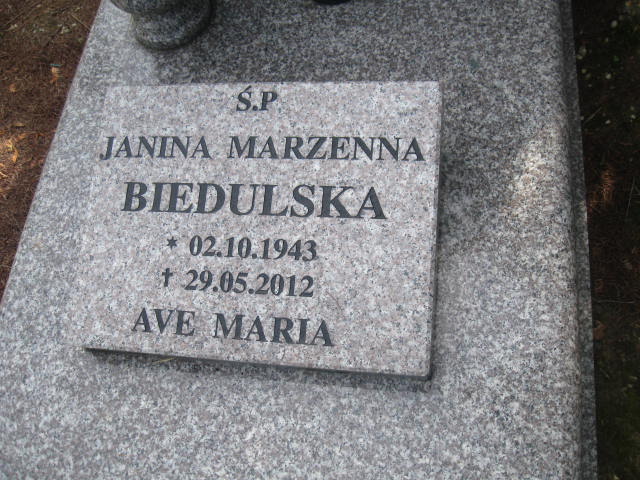 Ś.P
JANINA MARZENNA
BIEDULSKA
* 02.10.1943
† 29.05.2012
AVE MARIA